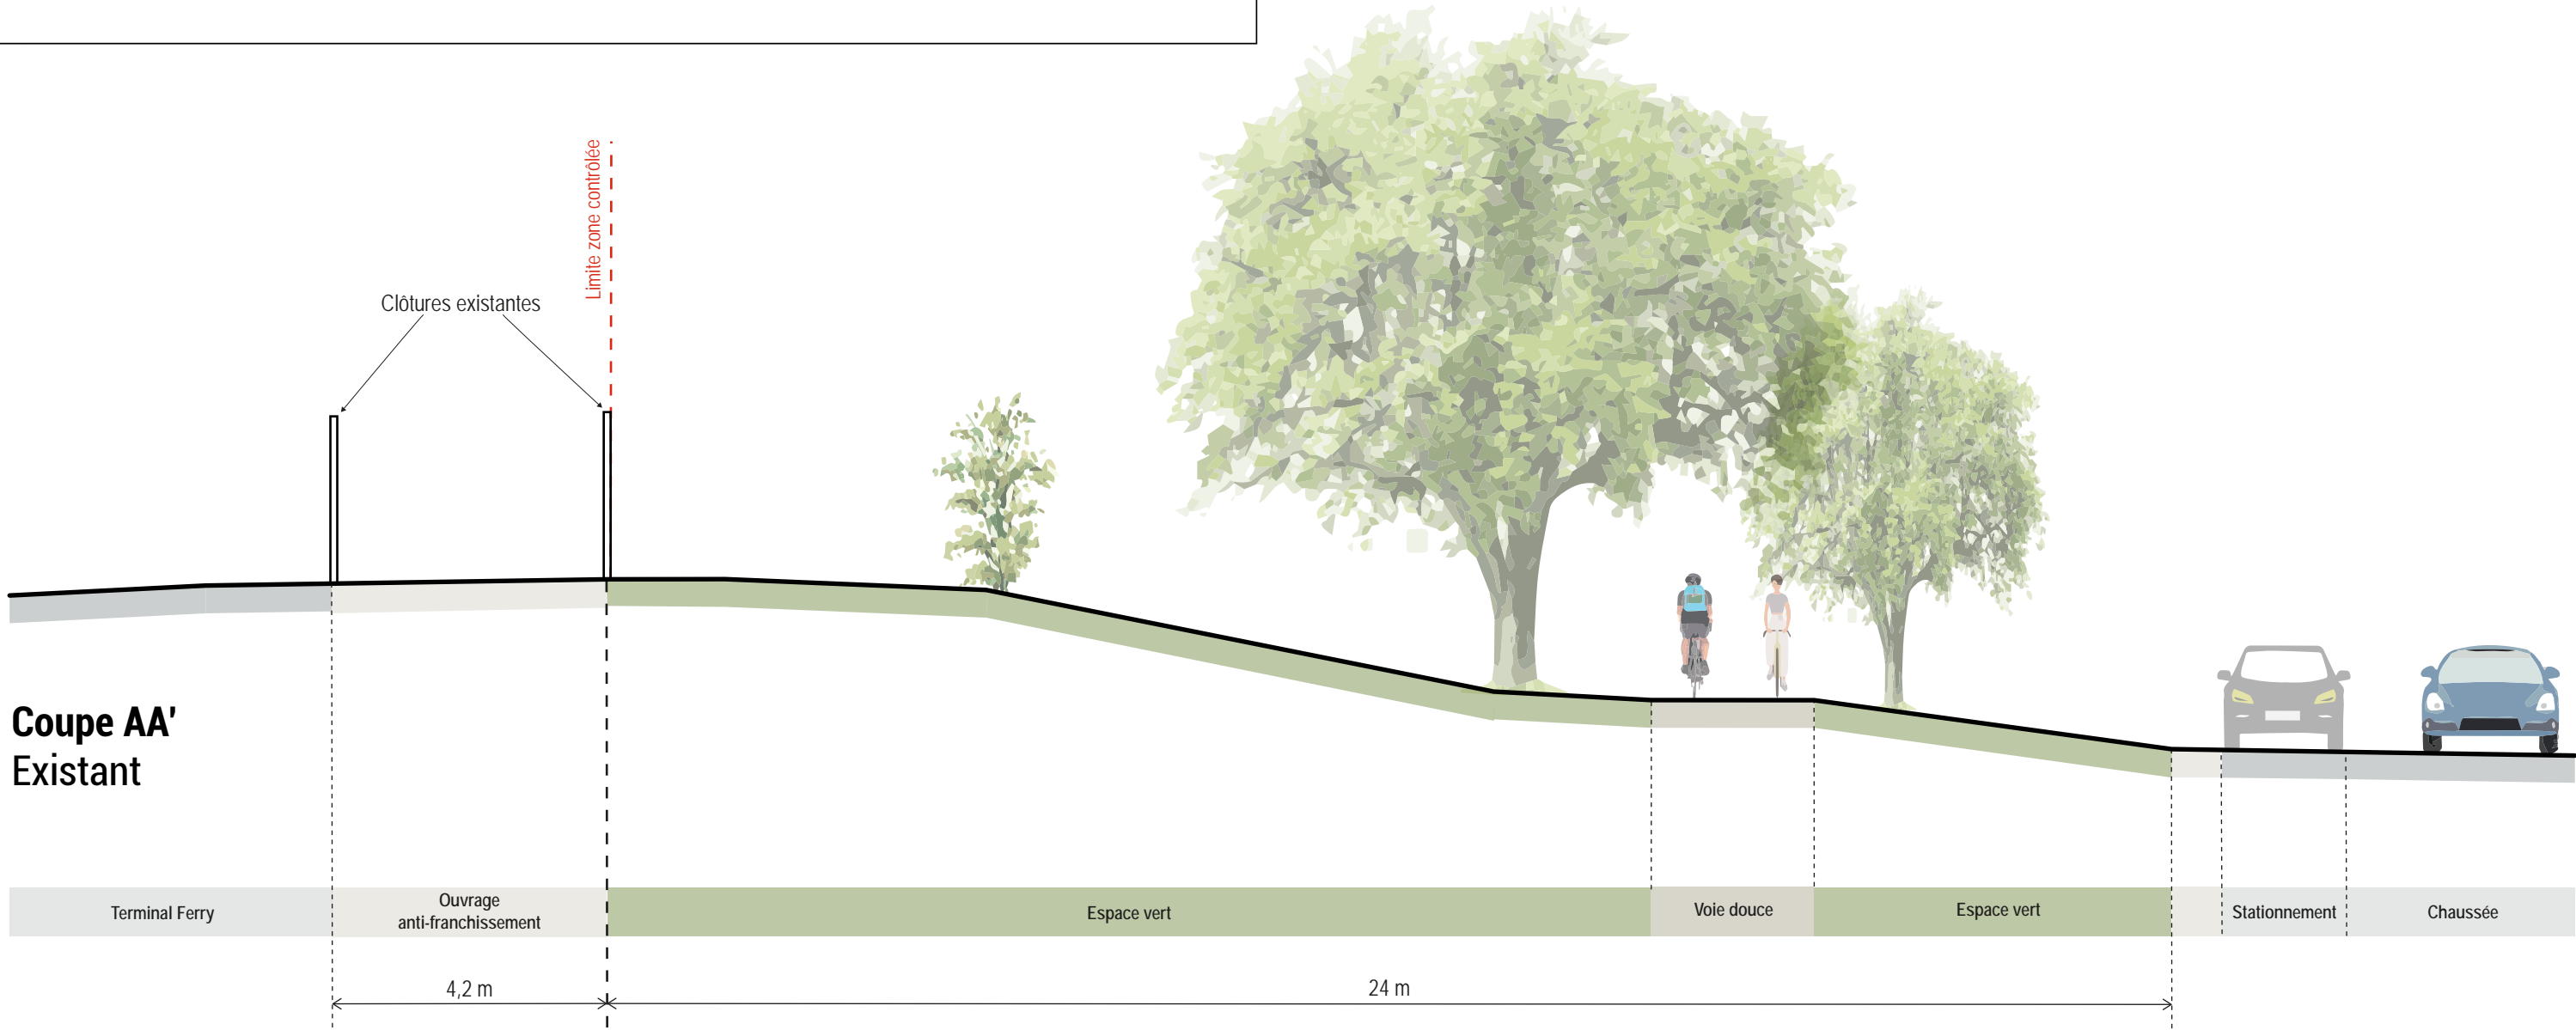 Limite zone contrôlée
Clôtures existantes
Coupe AA'
Existant
Terminal Ferry
Ouvrage
anti-franchissement
Espace vert
Voie douce
Espace vert
Stationnement
Chaussée
4,2 m
24 m